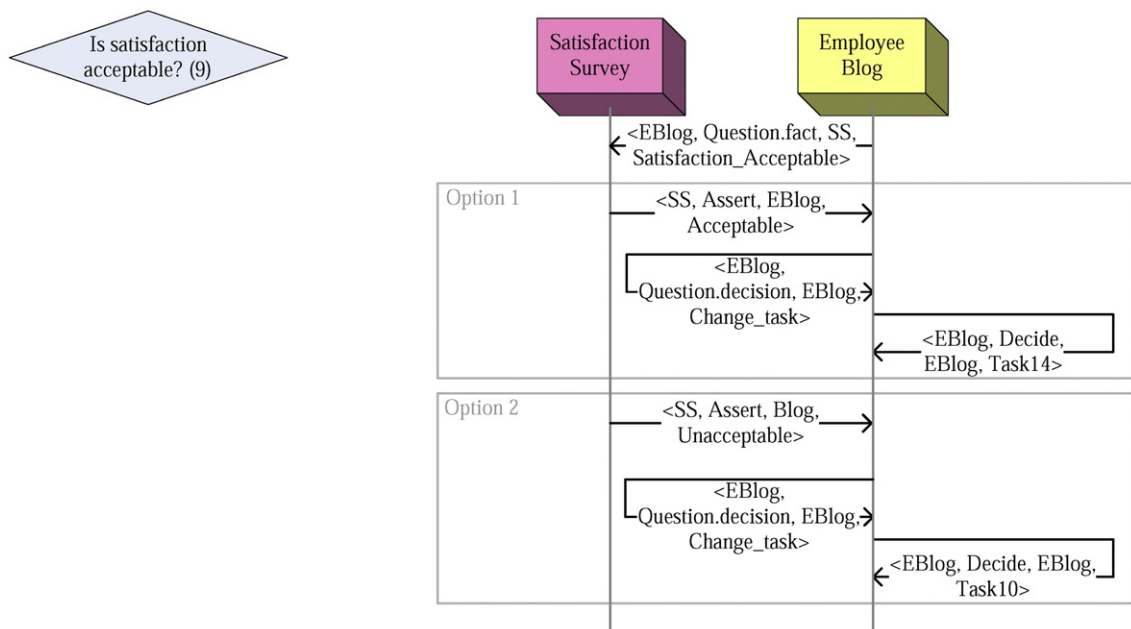 Is satisfaction
acceptable? (9)
Satisfaction
Survey
Employee
Blog
<EBlog, Question.fact, SS,
Satisfaction_Acceptable>
Option 1
<SS, Assert, EBlog,
Acceptable>
<EBlog,
Question.decision, EBlog,
Change_task>
<EBlog, Decide,
EBlog, Task14>
Option 2
<SS, Assert, Blog,
Unacceptable>
<EBlog,
Question.decision, EBlog,
Change_task>
<EBlog, Decide, EBlog,
Task10>